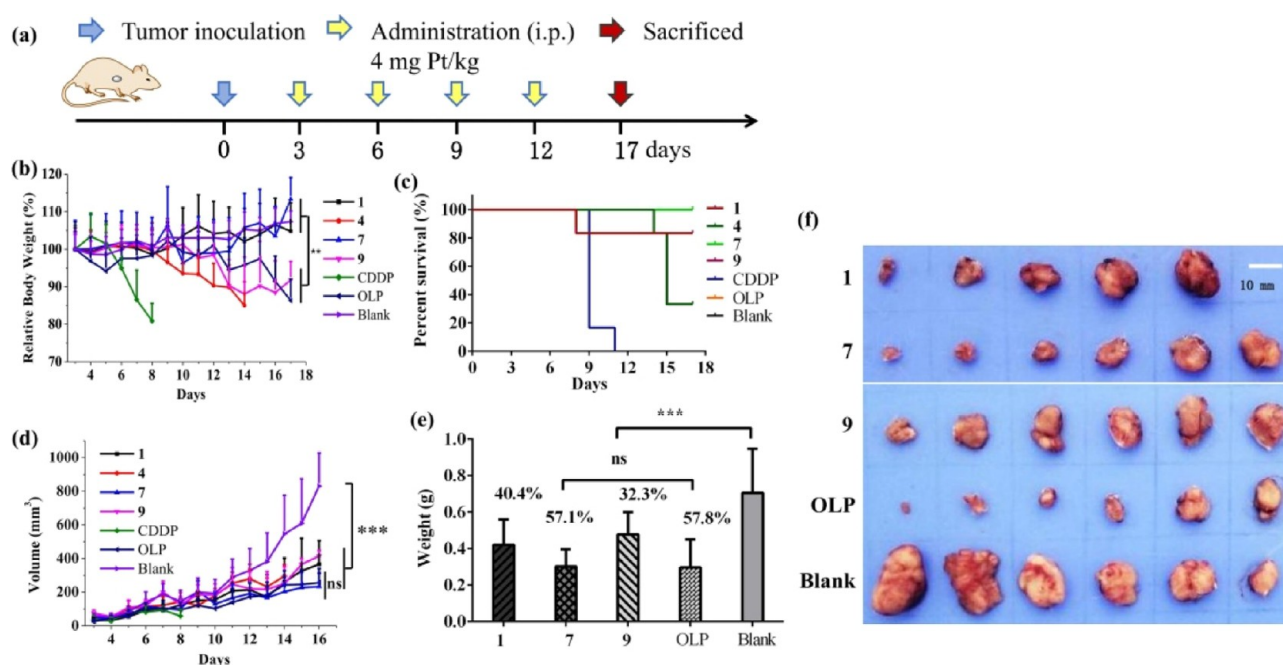 (a)
Tumor inoculation
Administration (i.p.)
4 mg Pt/kg
Sacrificed
0 3 6 9 12 17 days
(b)
Relative Body Weight (%)
120
110
100
90
80
70
4 6 8 10 12 14 16 18
Days
1
4
7
9
CDDP
OLP
Blank
**
(c)
Percent survival (%)
100
80
60
40
20
0
0 3 6 9 12 15 18
Days
1
4
7
9
CDDP
OLP
Blank
(d)
Volume (mm³)
1000
800
600
400
200
0
4 6 8 10 12 14 16
Days
1
4
7
9
CDDP
OLP
Blank
***
ns
(e)
Weight (g)
1.0
0.8
0.6
0.4
0.2
0.0
***
ns
40.4%
57.1%
32.3%
57.8%
1 7 9 OLP Blank
(f)
1
10 mm
7
9
OLP
Blank